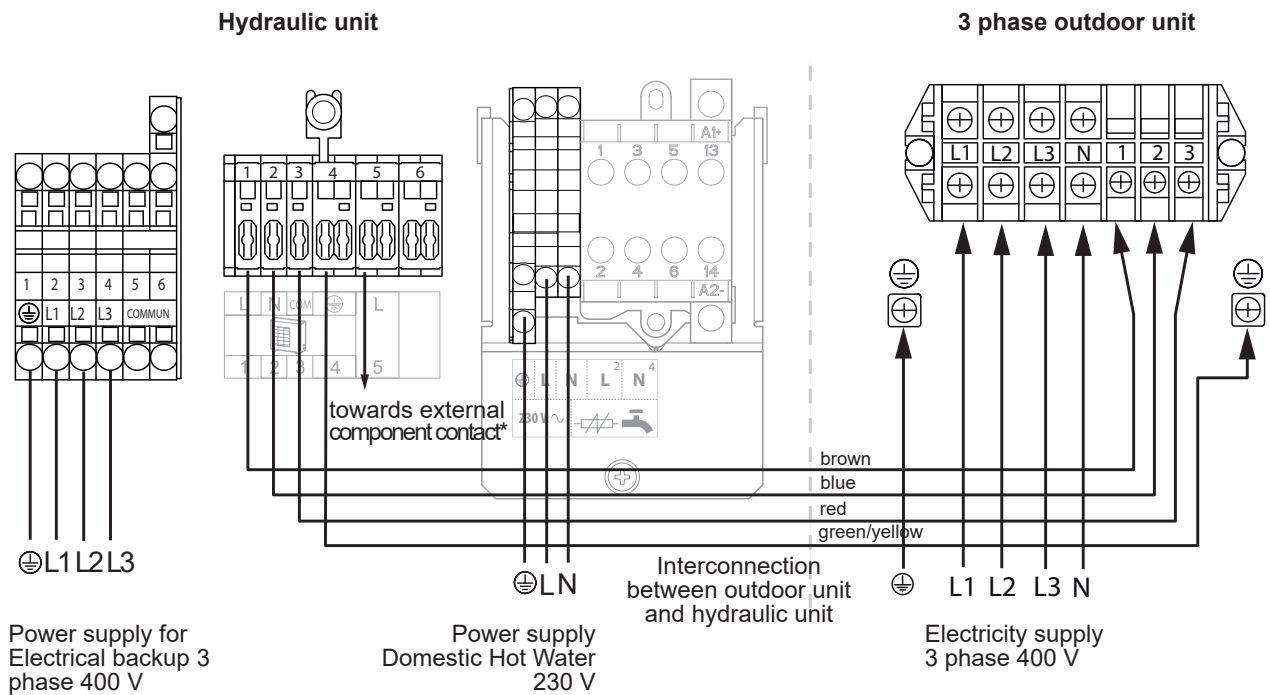 Hydraulic unit
3 phase outdoor unit
A1+
1 3 5 13
2 4 6 14
A2-
L1 L2 L3 N 1 2 3
1 2 3 4 5 6
1 2 3 4 5 6
L1 L2 L3 COMMUN
L N COM L
1 2 3 4 5
L N L 2 N 4
230 V
towards external
component contact*
brown
blue
red
green/yellow
L1 L2 L3
L N
Interconnection
between outdoor unit
and hydraulic unit
L1 L2 L3 N
Power supply for
Electrical backup 3
phase 400 V
Power supply
Domestic Hot Water
230 V
Electricity supply
3 phase 400 V